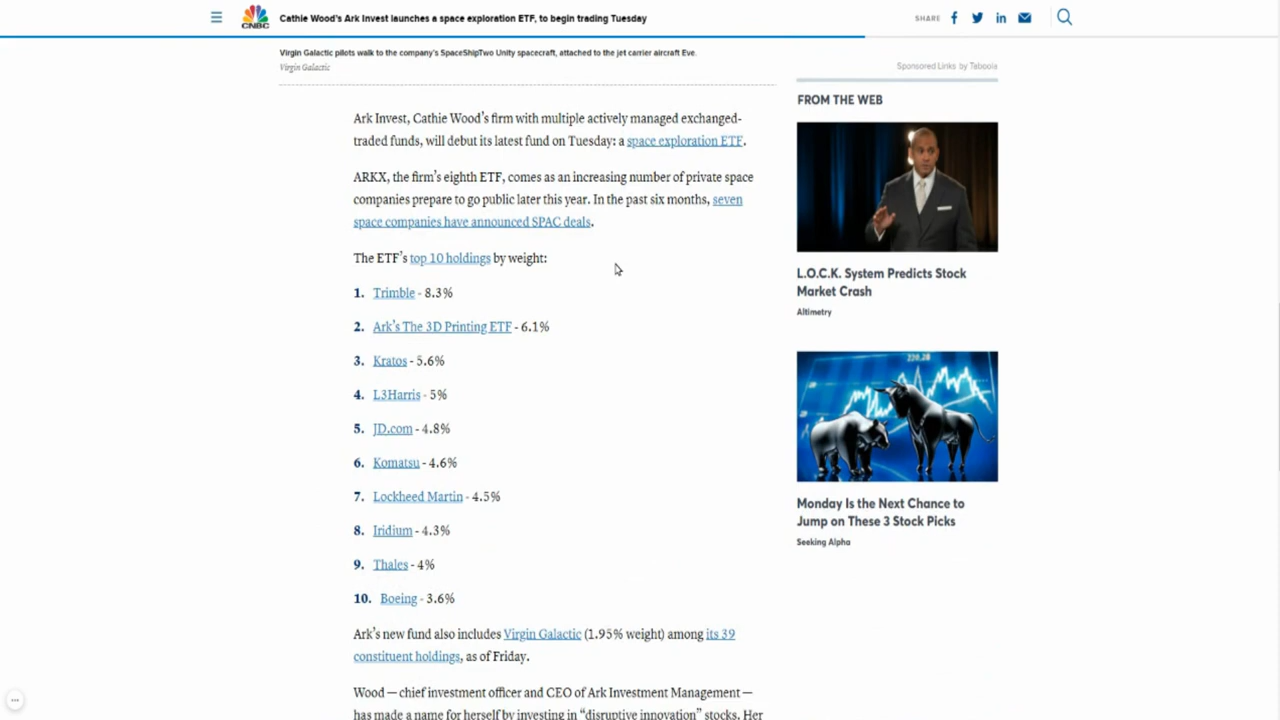 CNBC
Cathie Wood's Ark Invest launches a space exploration ETF, to begin trading Tuesday
SHARE
Virgin Galactic pilots walk to the company's SpaceShipTwo Unity spacecraft, attached to the jet carrier aircraft Eve.
Virgin Galactic
Ark Invest, Cathie Wood's firm with multiple actively managed exchanged-
traded funds, will debut its latest fund on Tuesday: a space exploration ETF.
ARKX, the firm's eighth ETF, comes as an increasing number of private space
companies prepare to go public later this year. In the past six months, seven
space companies have announced SPAC deals.
The ETF's top 10 holdings by weight:
1. Trimble - 8.3%
2. Ark's The 3D Printing ETF - 6.1%
3. Kratos - 5.6%
4. L3Harris - 5%
5. JD.com - 4.8%
6. Komatsu - 4.6%
7. Lockheed Martin - 4.5%
8. Iridium - 4.3%
9. Thales - 4%
10. Boeing - 3.6%
Ark's new fund also includes Virgin Galactic (1.95% weight) among its 39
constituent holdings, as of Friday.
Wood — chief investment officer and CEO of Ark Investment Management —
has made a name for herself by investing in "disruptive innovation" stocks. Her
Sponsored Links by Taboola
FROM THE WEB
L.O.C.K. System Predicts Stock
Market Crash
Altimetry
220.28
Monday Is the Next Chance to
Jump on These 3 Stock Picks
Seeking Alpha